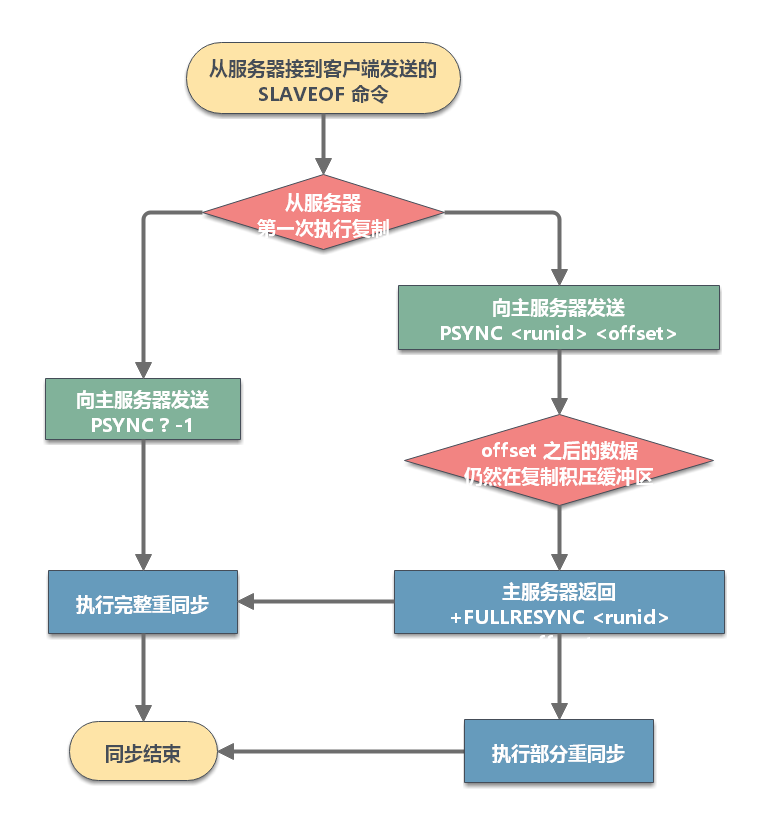 从服务器接到客户端发送的
SLAVEOF 命令
从服务器
第一次执行复制
向主服务器发送
PSYNC <runid> <offset>
向主服务器发送
PSYNC ? -1
offset 之后的数据
仍然在复制积压缓冲区
主服务器返回
+FULLRESYNC <runid>
执行完整重同步
执行部分重同步
同步结束